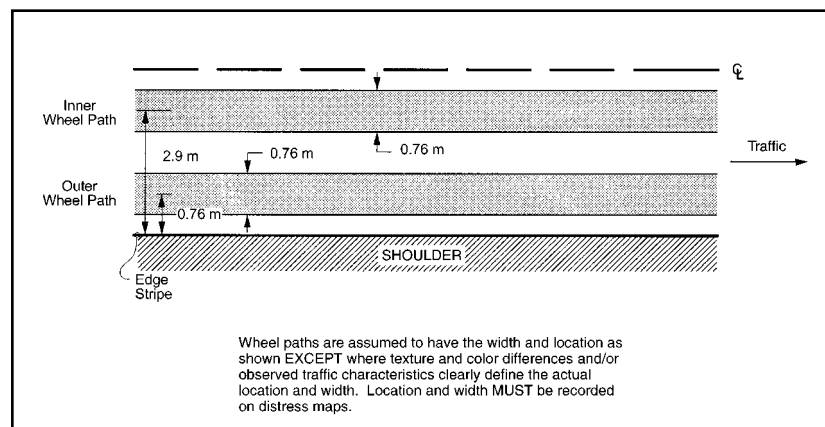 ℄
Inner
Wheel Path
2.9 m
0.76 m
0.76 m
Traffic
Outer
Wheel Path
0.76 m
SHOULDER
Edge
Stripe
Wheel paths are assumed to have the width and location as
shown EXCEPT where texture and color differences and/or
observed traffic characteristics clearly define the actual
location and width. Location and width MUST be recorded
on distress maps.